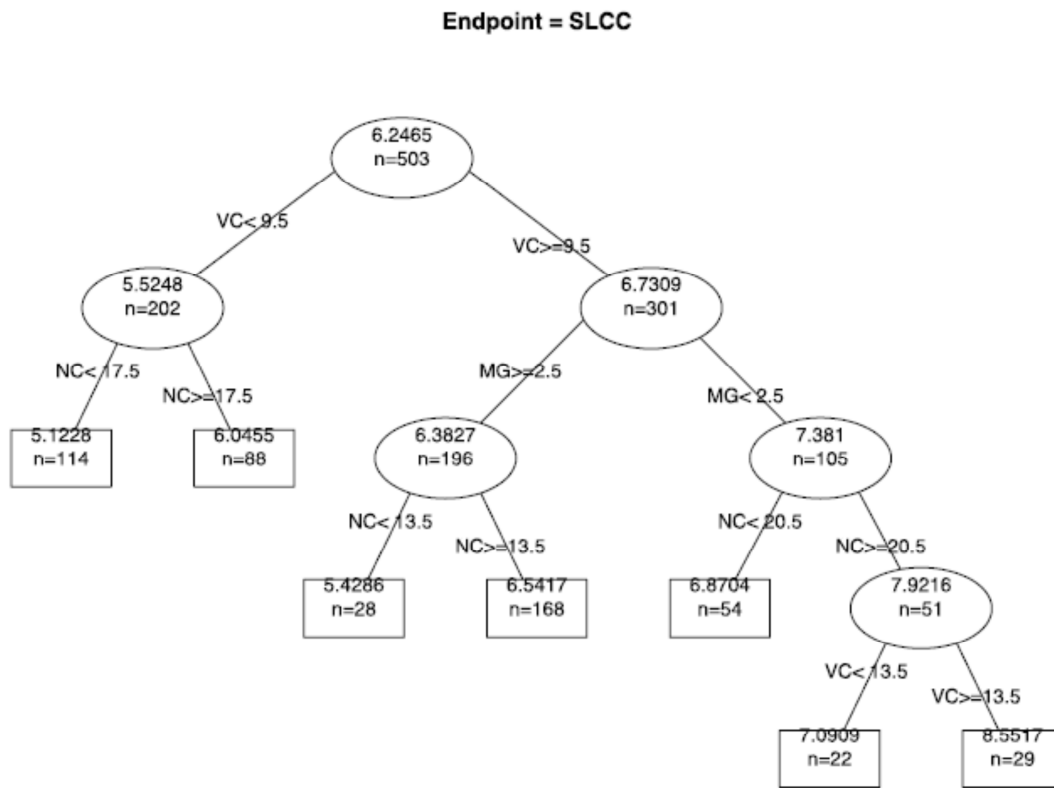 Endpoint = SLCC
6.2465
n=503
VC< 9.5
VC>=9.5
5.5248
n=202
6.7309
n=301
NC< 17.5
NC>=17.5
MG>=2.5
MG< 2.5
5.1228
n=114
6.0455
n=88
6.3827
n=196
7.381
n=105
NC< 13.5
NC>=13.5
NC< 20.5
NC>=20.5
5.4286
n=28
6.5417
n=168
6.8704
n=54
7.9216
n=51
VC< 13.5
VC>=13.5
7.0909
n=22
8.5517
n=29